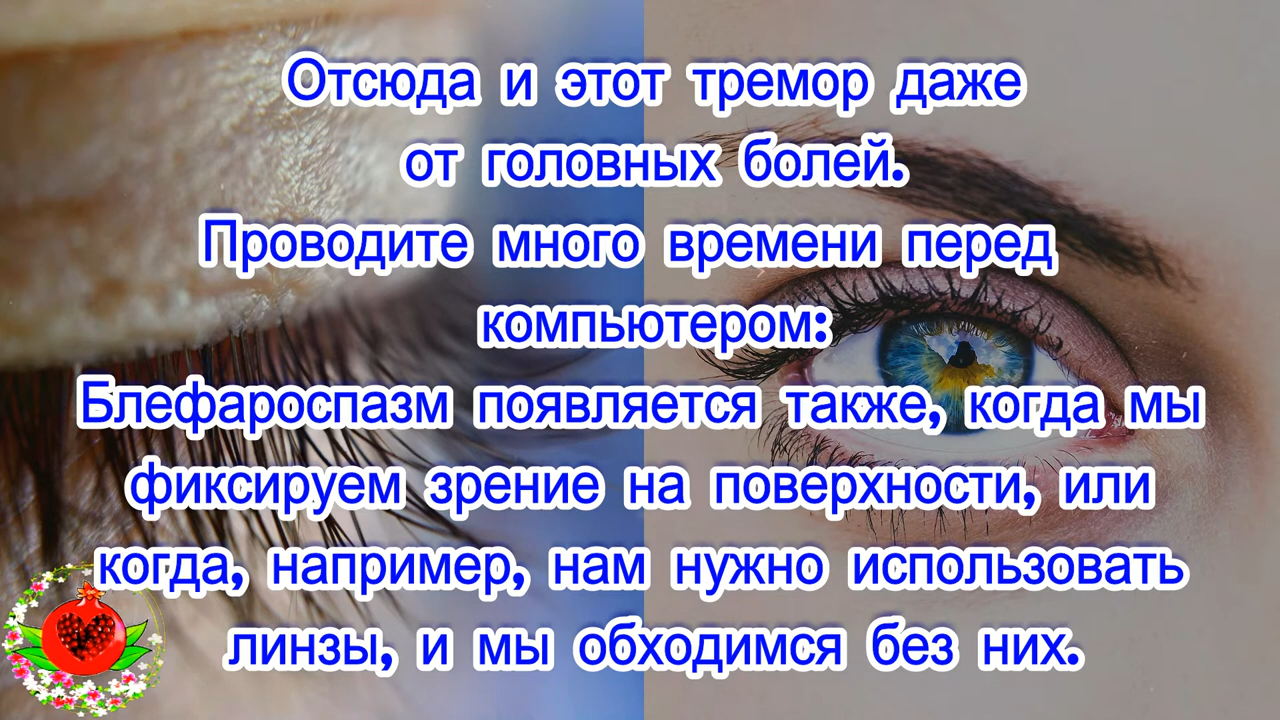 Отсюда и этот тремор даже
от головных болей.
Проводите много времени перед
компьютером:
Блефароспазм появляется также, когда мы
фиксируем зрение на поверхности, или
когда, например, нам нужно использовать
линзы, и мы обходимся без них.